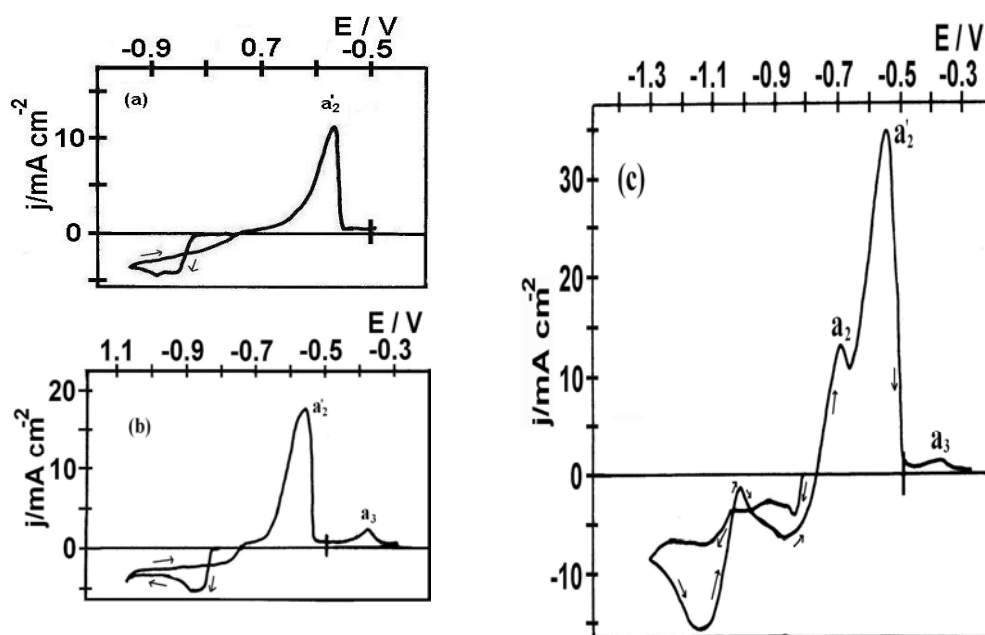 E / V
-0.9 0.7 -0.5
(a)
a'2
j/mA cm-2
10
0
E / V
1.1 -0.9 -0.7 -0.5 -0.3
20
10
0
j/mA cm-2
(b)
a'2
a3
E / V
-1.3 -1.1 -0.9 -0.7 -0.5 -0.3
j/mA cm-2
30
20
10
0
-10
(c)
a2
a'2
a3